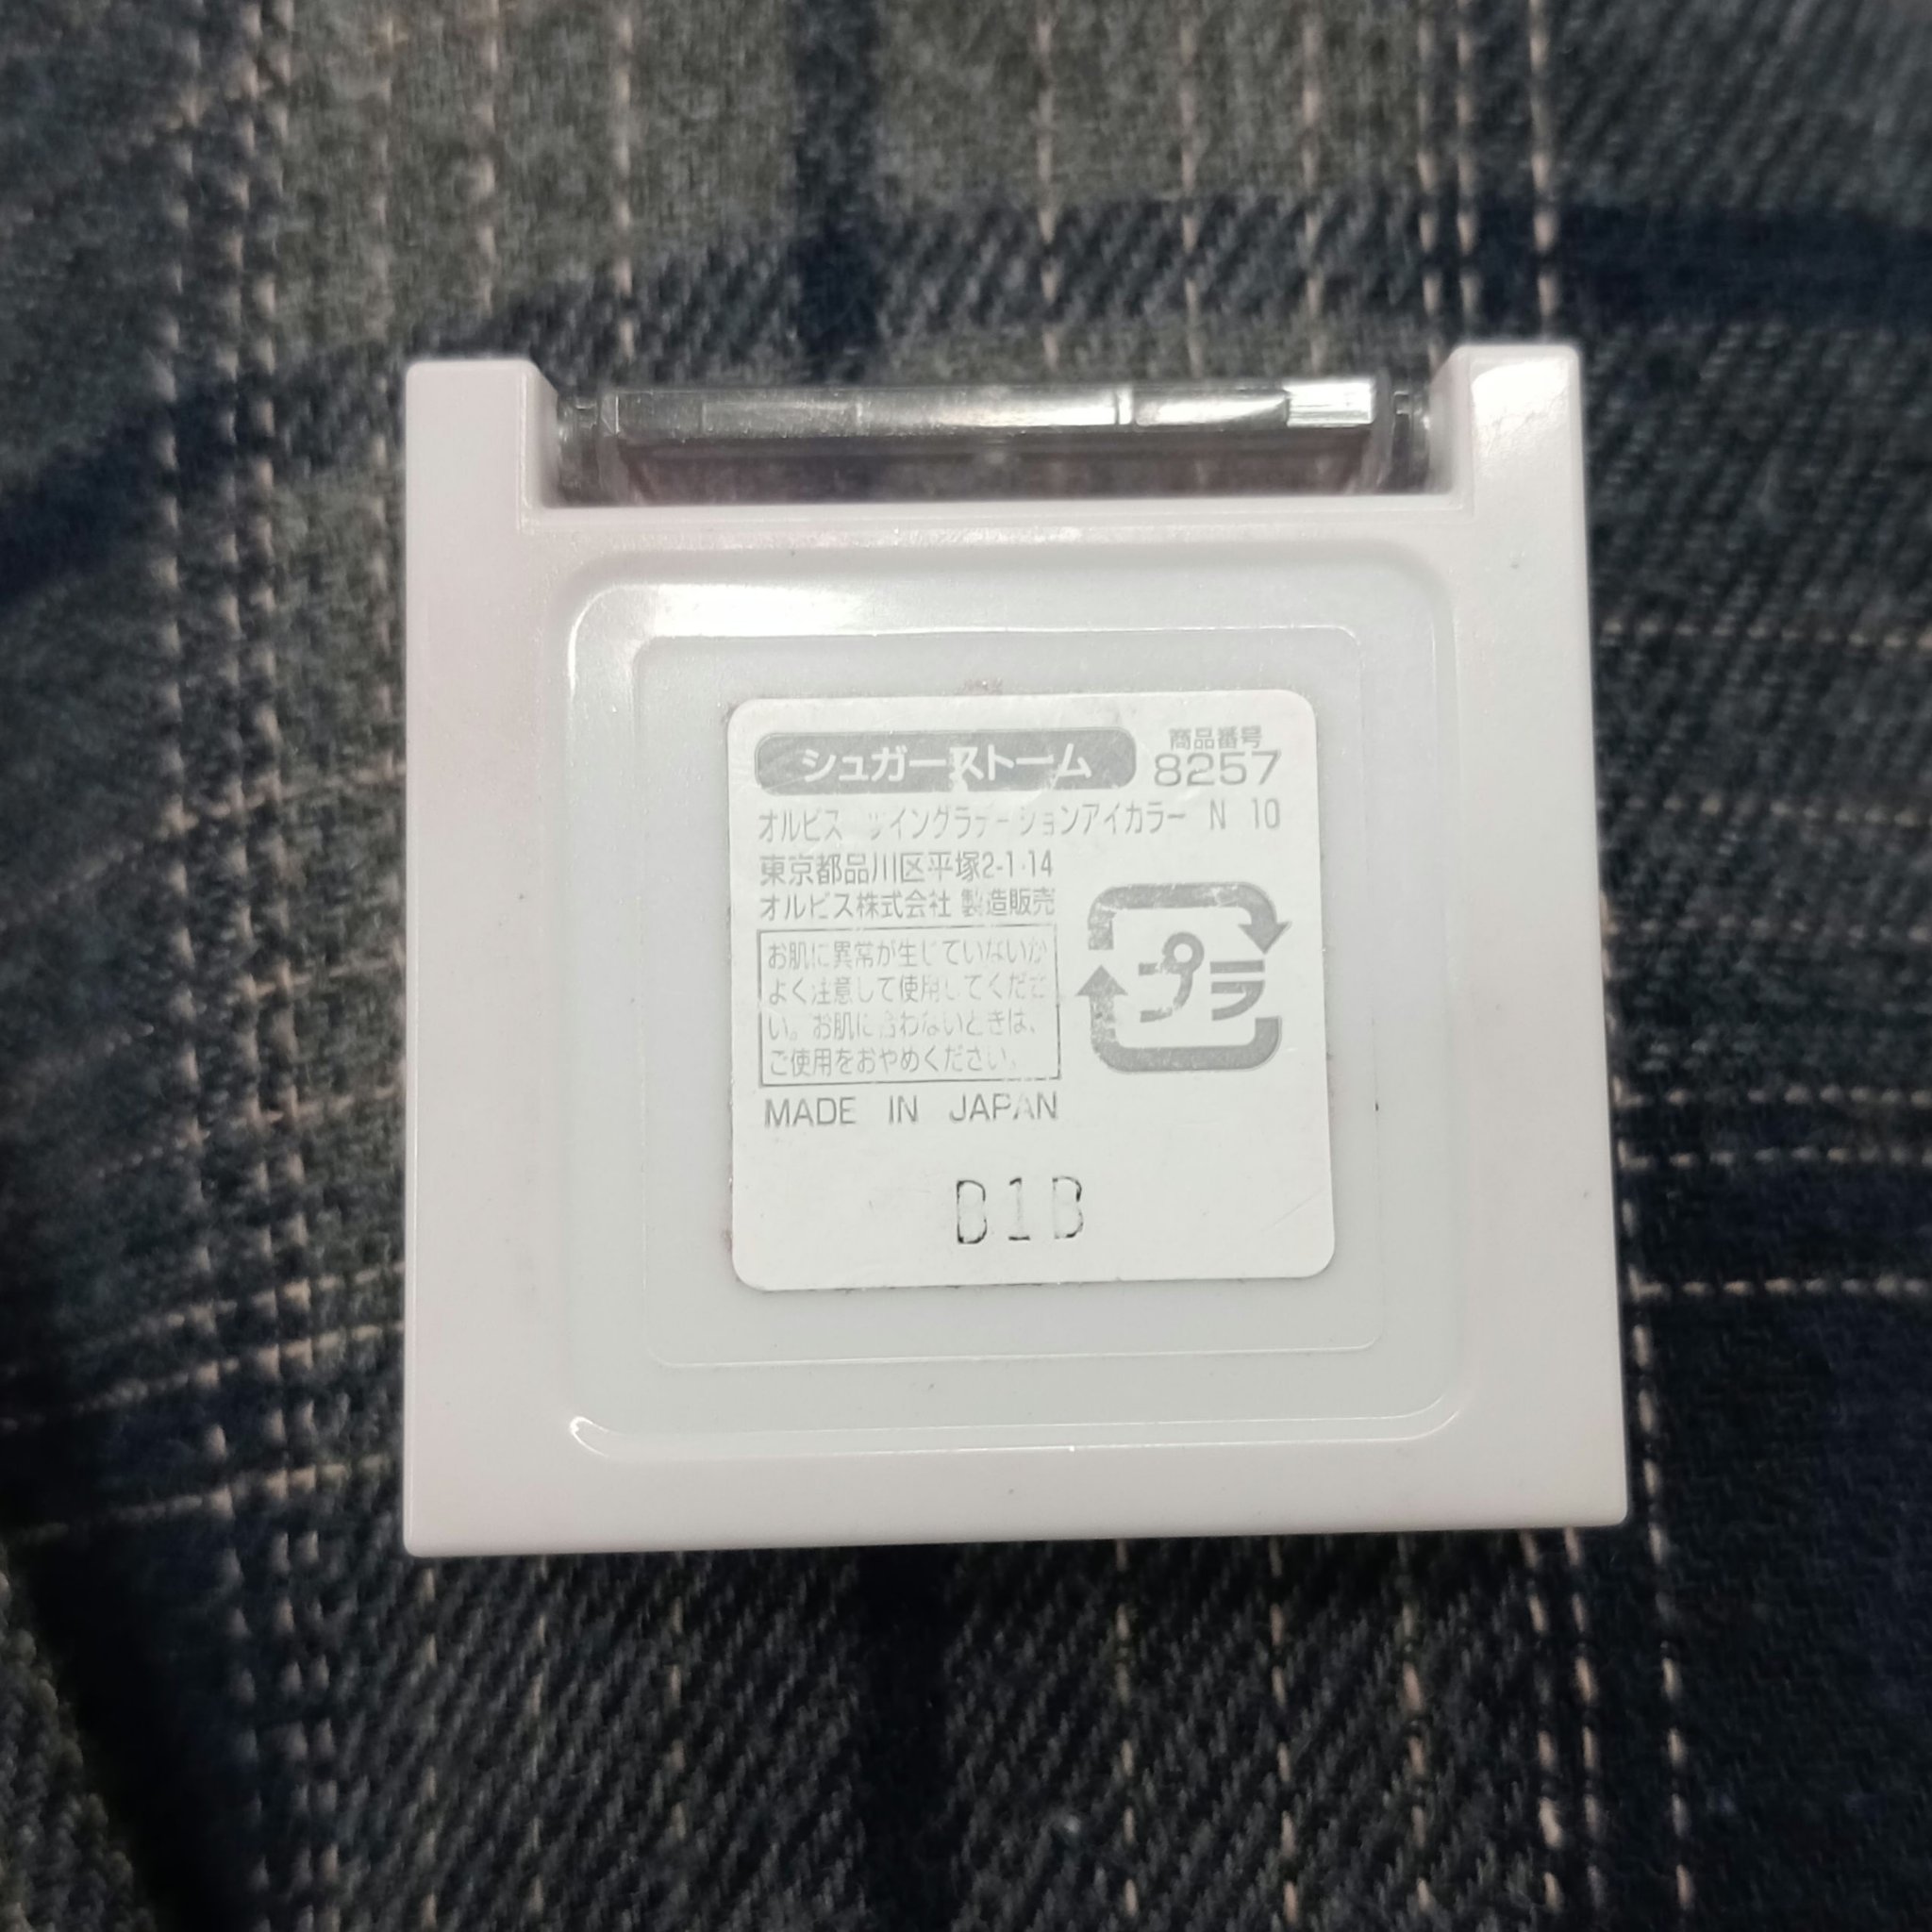 シュガーストーム
商品番号
8257
オルビス ツイングラデーションアイカラー N 10
東京都品川区平塚2-1-14
オルビス株式会社 製造販売
お肌に異常が生じていないか
よく注意して使用してくださ
い。お肌に合わないときは、
ご使用をおやめください。
プラ
MADE IN JAPAN